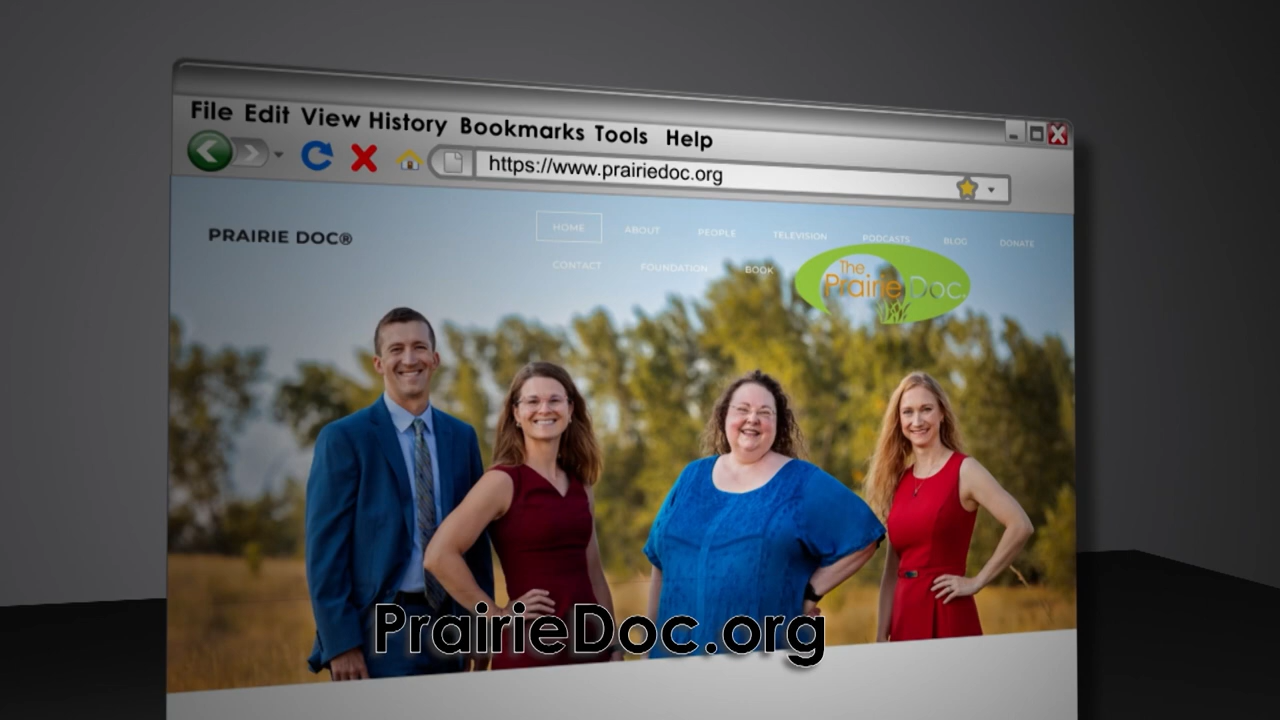 File Edit View History Bookmarks Tools Help
https://www.prairiedoc.org
PRAIRIE DOC®
HOME ABOUT PEOPLE TELEVISION PODCASTS BLOG DONATE
CONTACT FOUNDATION BOOK
The
Prairie Doc.
PrairieDoc.org